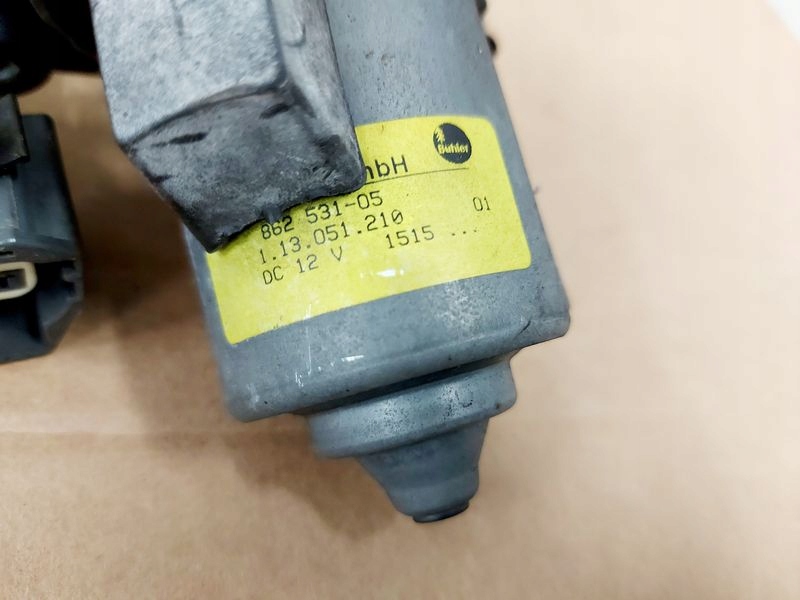 Bühler
mbH
862 531-05
1.13.051.210 01
DC 12 V 1515 ...